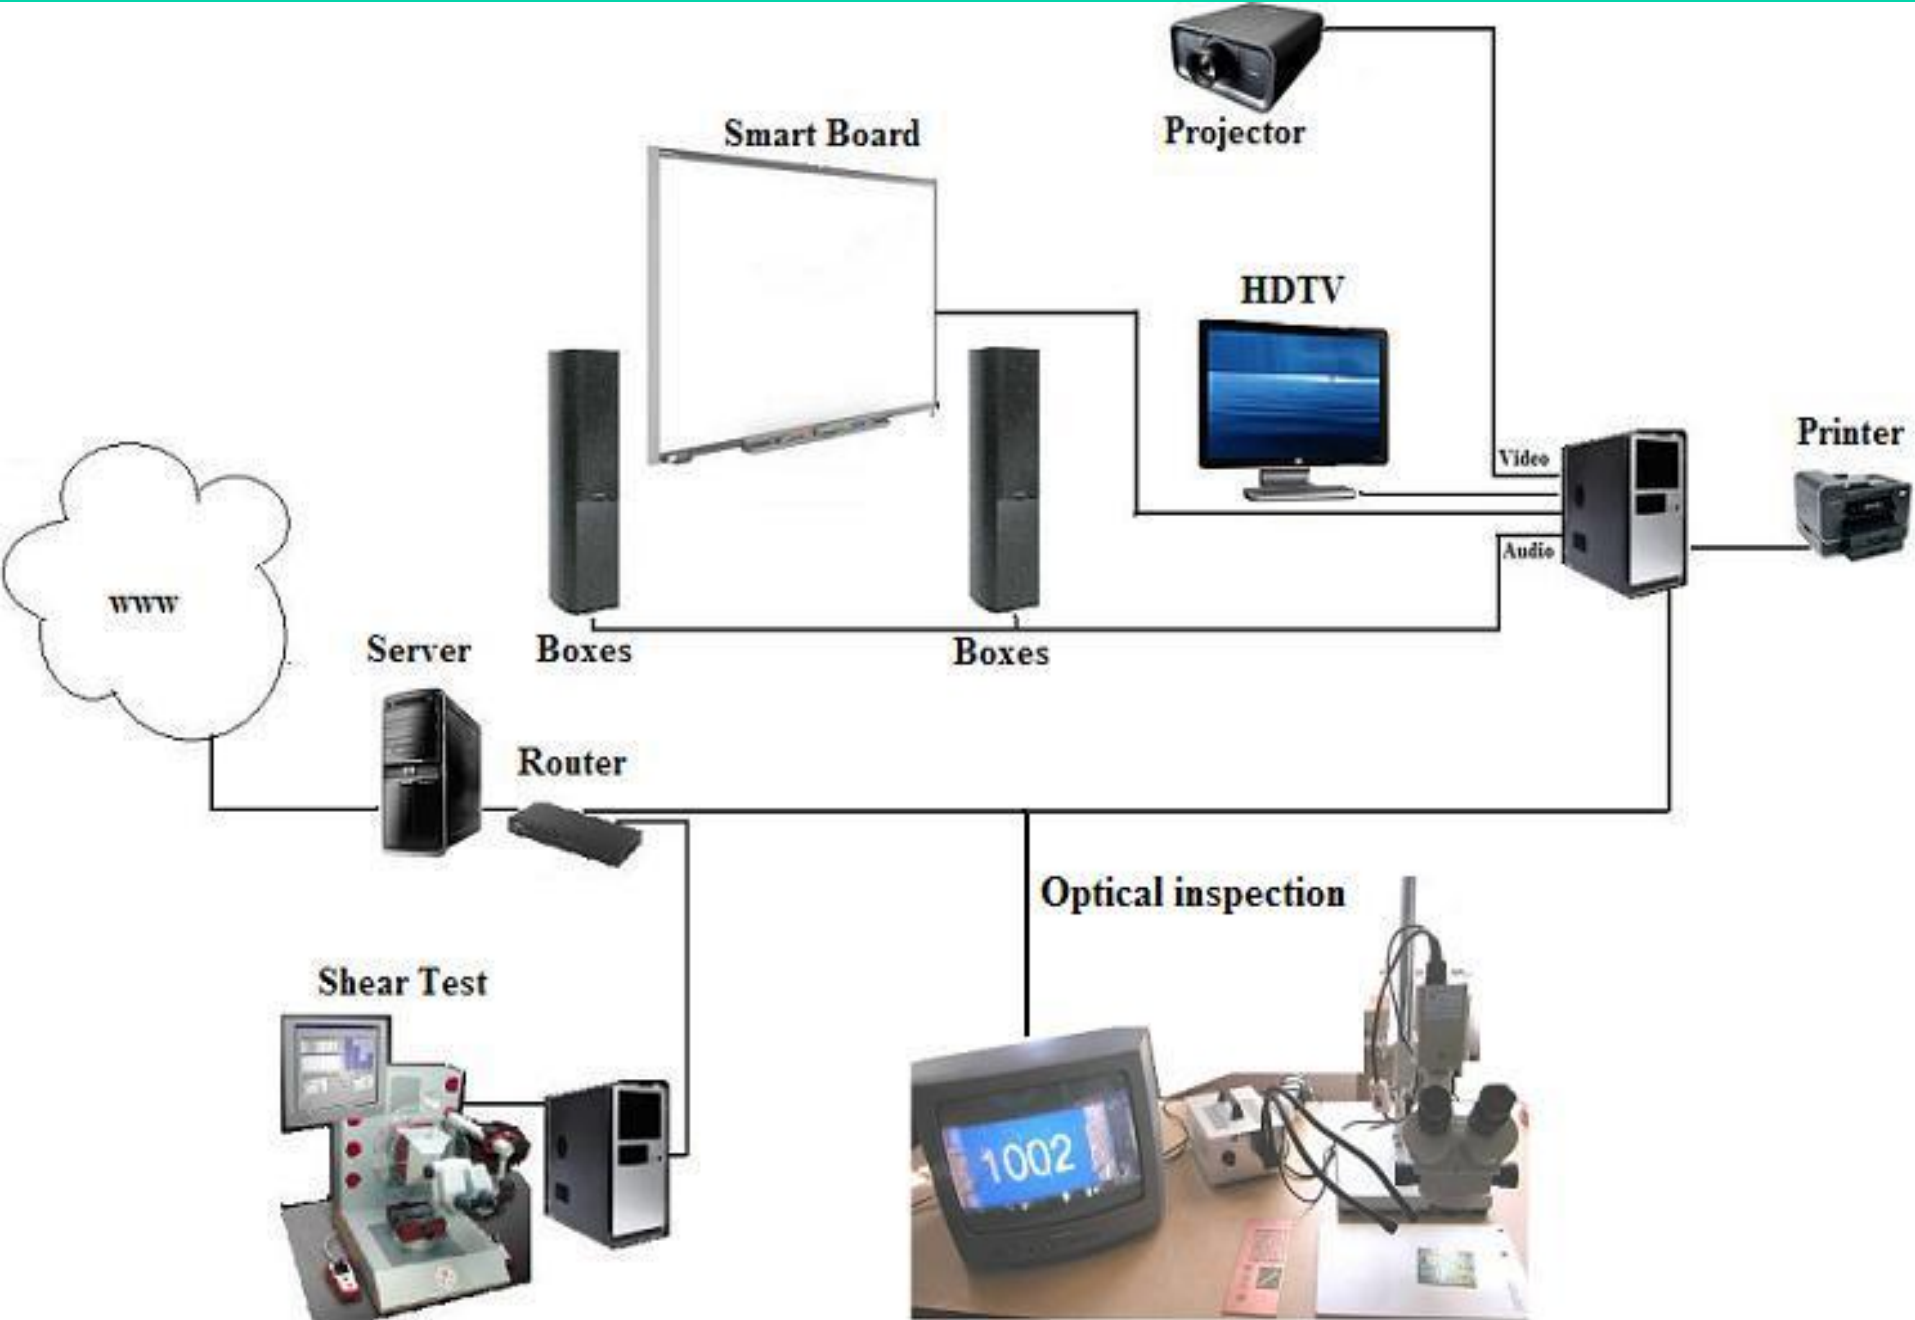 Projector
Smart Board
HDTV
Printer
Video
Audio
www
Server
Boxes
Boxes
Router
Optical inspection
Shear Test
1002